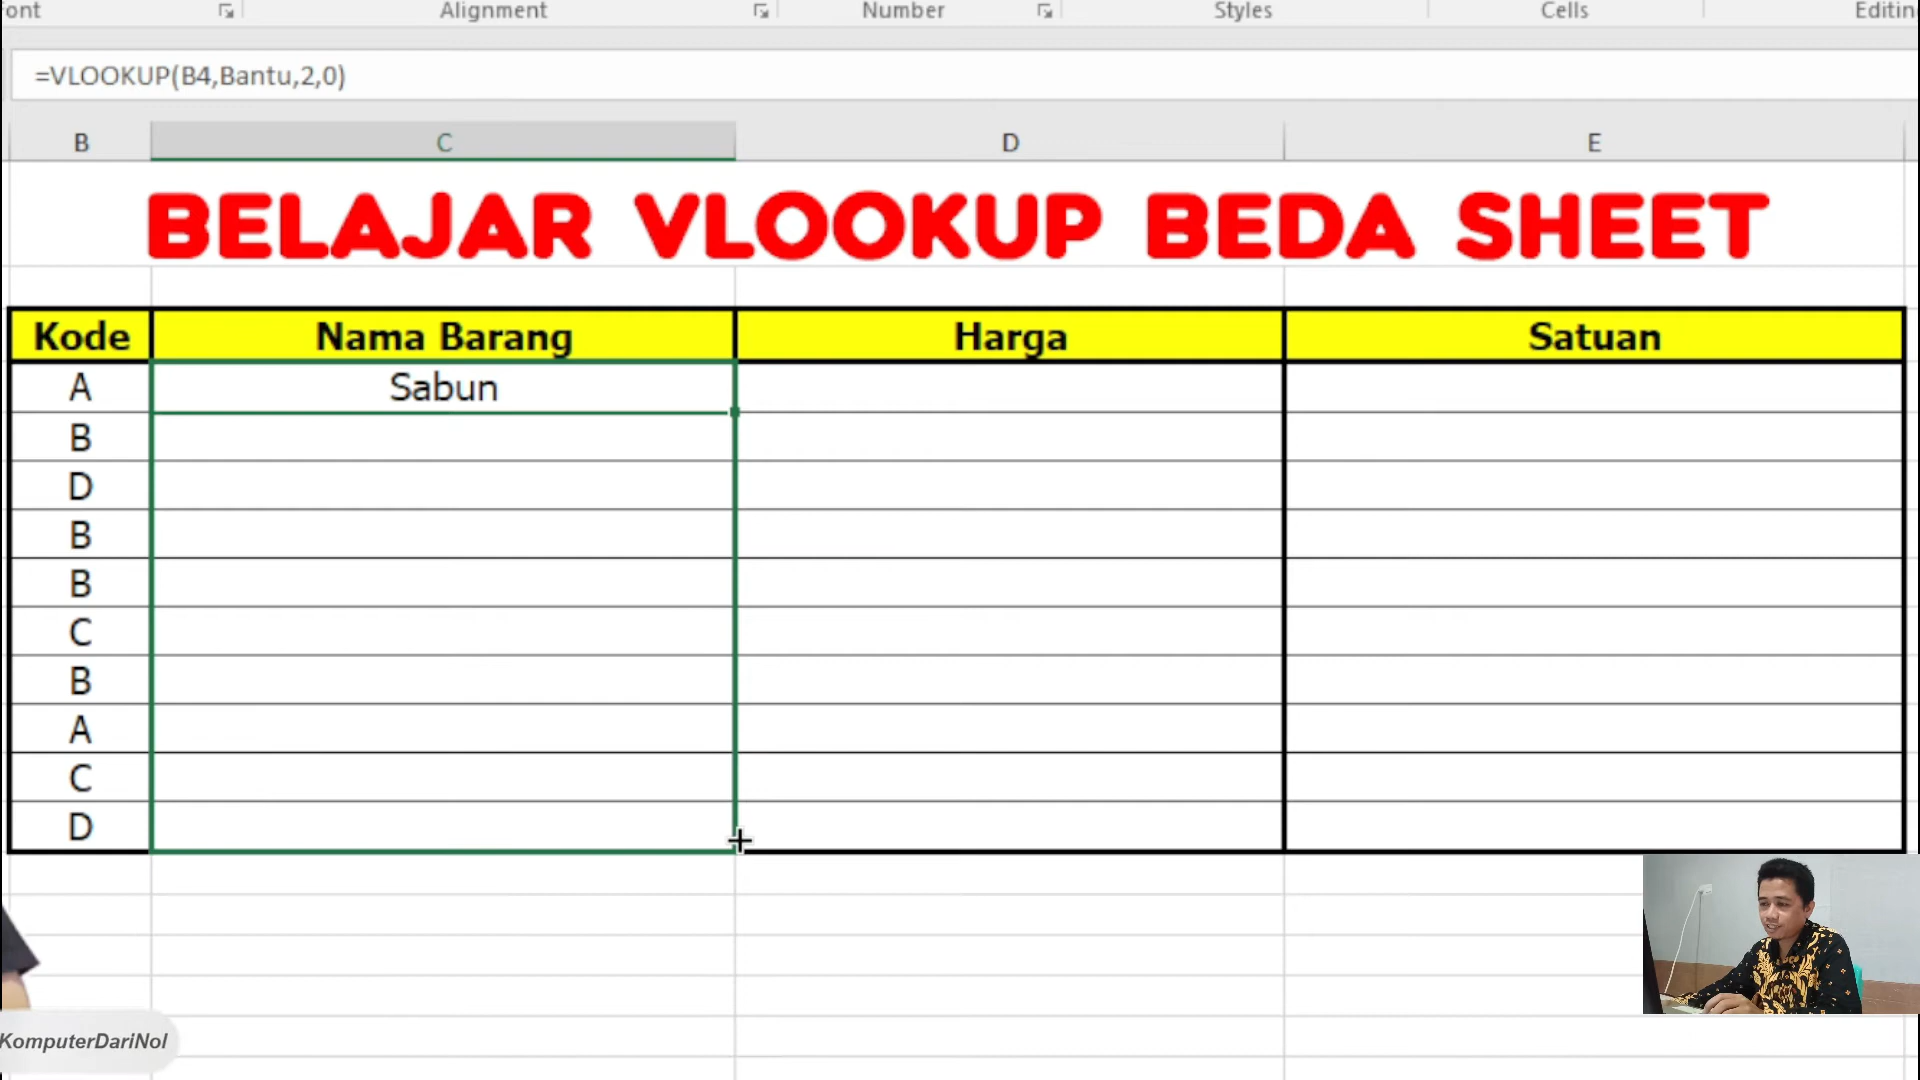 ont Alignment Number Styles Cells Editin
=VLOOKUP(B4,Bantu,2,0)
B C D E
BELAJAR VLOOKUP BEDA SHEET
Kode Nama Barang Harga Satuan
A Sabun
B
D
B
B
C
B
A
C
D
KomputerDariNol